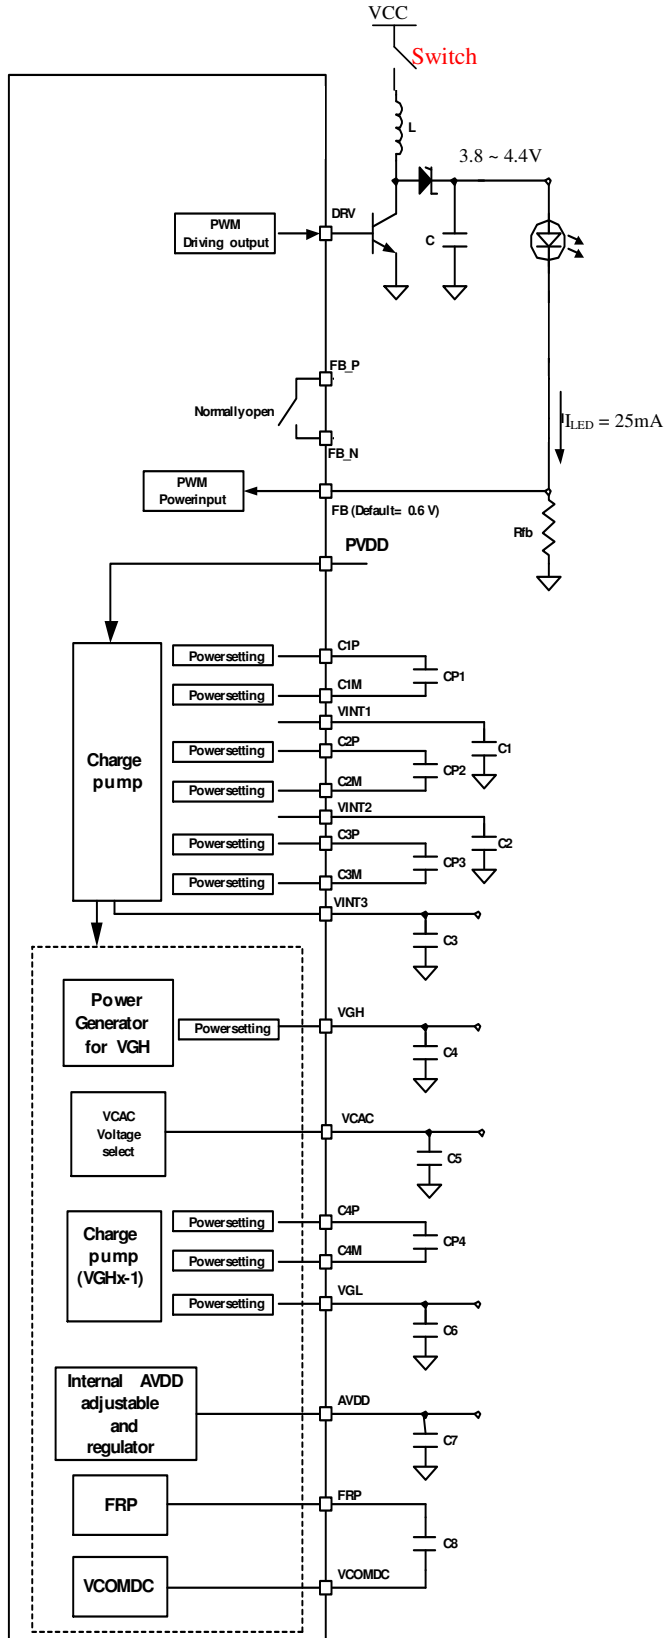 VCC
Switch
L
3.8 ~ 4.4V
DRV
PWM
Driving output
C
FB_P
Normallyopen
FB_N
ILED = 25mA
PWM
Powerinput
FB (Default= 0.6 V)
Rfb
PVDD
Charge
pump
Powersetting
C1P
CP1
Powersetting
C1M
VINT1
C1
Powersetting
C2P
CP2
Powersetting
C2M
VINT2
C2
Powersetting
C3P
CP3
Powersetting
C3M
VINT3
C3
Power
Generator
for VGH
Powersetting
VGH
C4
VCAC
Voltage
select
VCAC
C5
Charge
pump
(VGHx-1)
Powersetting
C4P
CP4
Powersetting
C4M
Powersetting
VGL
C6
Internal AVDD
adjustable
and
regulator
AVDD
C7
FRP
FRP
C8
VCOMDC
VCOMDC